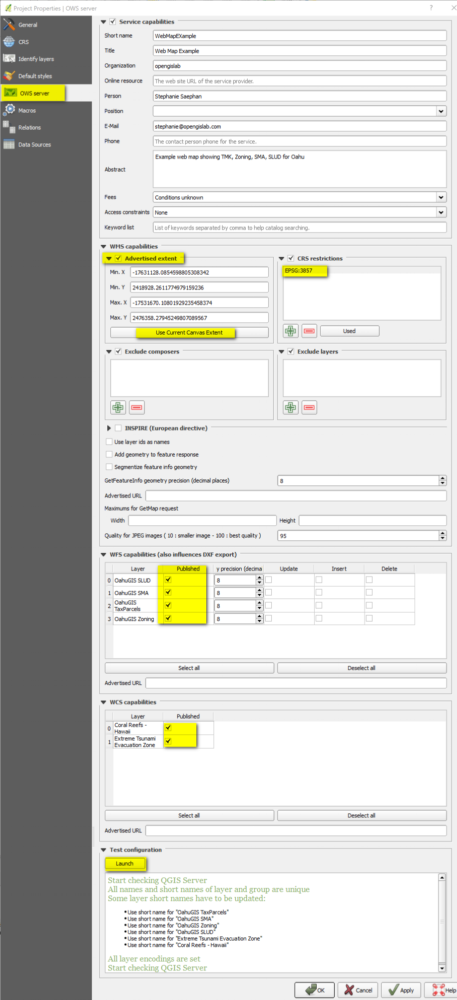 Project Properties | OWS server
?
General
CRS
Identify layers
Default styles
OWS server
Macros
Relations
Data Sources
Service capabilities
Short name WebMapEXample
Title Web Map Example
Organization opengislab
Online resource The web site URL of the service provider.
Person Stephanie Saephan
Position
E-Mail stephanie@opengislab.com
Phone The contact person phone for the service.
Abstract Example web map showing TMK, Zoning, SMA, SLUD for Oahu
Fees Conditions unknown
Access constraints None
Keyword list List of keywords separated by comma to help catalog searching.
WMS capabilities
Advertised extent
Min. X -17631128.0854598805308342
Min. Y 2418928.2611774979159236
Max. X -17531670.10801929235458374
Max. Y 2476358.27945249807089567
Use Current Canvas Extent
CRS restrictions
EPSG:3857
Used
Exclude composers
Exclude layers
INSPIRE (European directive)
Use layer ids as names
Add geometry to feature response
Segmentize feature info geometry
GetFeatureInfo geometry precision (decimal places) 8
Advertised URL
Maximums for GetMap request
Width Height
Quality for JPEG images ( 10 : smaller image - 100 : best quality ) 95
WFS capabilities (also influences DXF export)
Layer Published y precision (decima Update Insert Delete
0 OahuGIS SLUD 8
1 OahuGIS SMA 8
2 OahuGIS TaxParcels 8
3 OahuGIS Zoning 8
Select all Deselect all
Advertised URL
WCS capabilities
Layer Published
0 Coral Reefs - Hawaii
1 Extreme Tsunami Evacuation Zone
Select all Deselect all
Advertised URL
Test configuration
Launch
Start checking QGIS Server
All names and short names of layer and group are unique
Some layer short names have to be updated:
• Use short name for "OahuGIS TaxParcels"
• Use short name for "OahuGIS SMA"
• Use short name for "OahuGIS Zoning"
• Use short name for "OahuGIS SLUD"
• Use short name for "Extreme Tsunami Evacuation Zone"
• Use short name for "Coral Reefs - Hawaii"
All layer encodings are set
Start checking QGIS Server
OK Cancel Apply Help